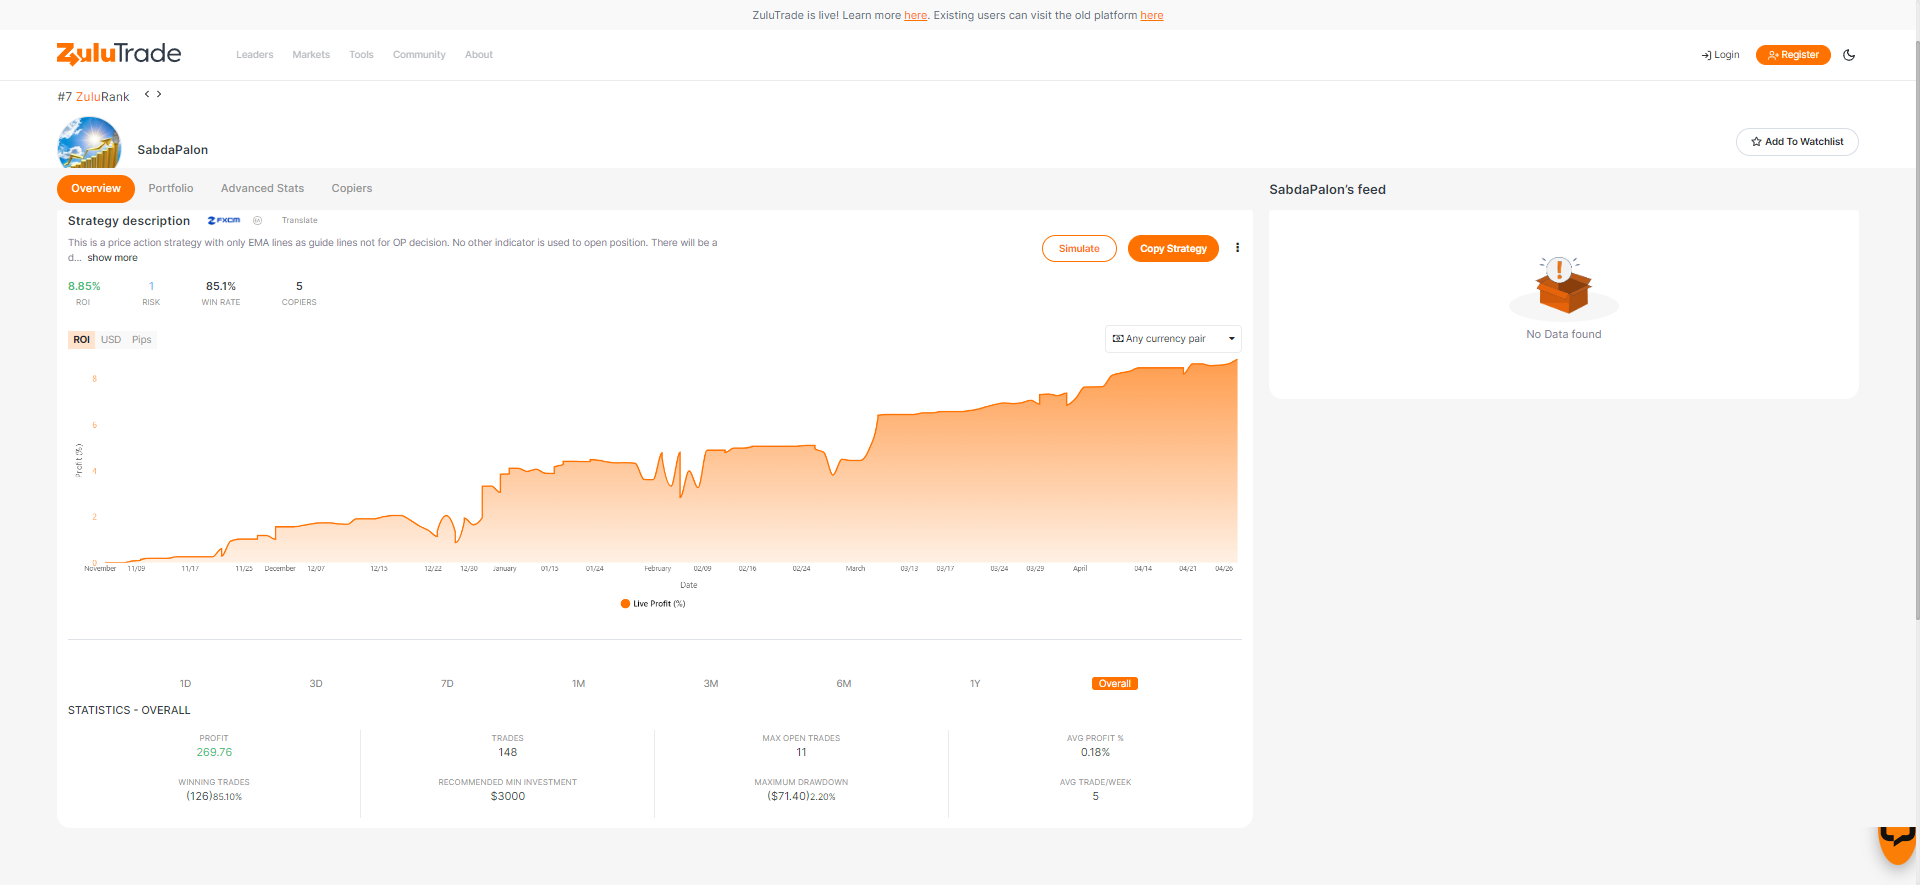 ZuluTrade is live! Learn more here. Existing users can visit the old platform here
ZuluTrade
Leaders Markets Tools Community About
Login Register
#7 ZuluRank
SabdaPalon
Add To Watchlist
Overview Portfolio Advanced Stats Copiers
SabdaPalon's feed
Strategy description FXCM Translate
This is a price action strategy with only EMA lines as guide lines not for OP decision. No other indicator is used to open position. There will be a
d... show more
Simulate Copy Strategy
8.85% 1 85.1% 5
ROI RISK WIN RATE COPIERS
No Data found
ROI USD Pips
Any currency pair
8
6
4
2
0
Profit (%)
November 11/09 11/17 11/25 December 12/07 12/15 12/22 12/30 January 01/15 01/24 February 02/09 02/16 02/24 March 03/13 03/17 03/24 03/29 April 04/14 04/21 04/26
Date
Live Profit (%)
1D 3D 7D 1M 3M 6M 1Y Overall
STATISTICS - OVERALL
PROFIT TRADES MAX OPEN TRADES AVG PROFIT %
269.76 148 11 0.18%
WINNING TRADES RECOMMENDED MIN INVESTMENT MAXIMUM DRAWDOWN AVG TRADE/WEEK
(126)85.10% $3000 ($71.40)2.20% 5